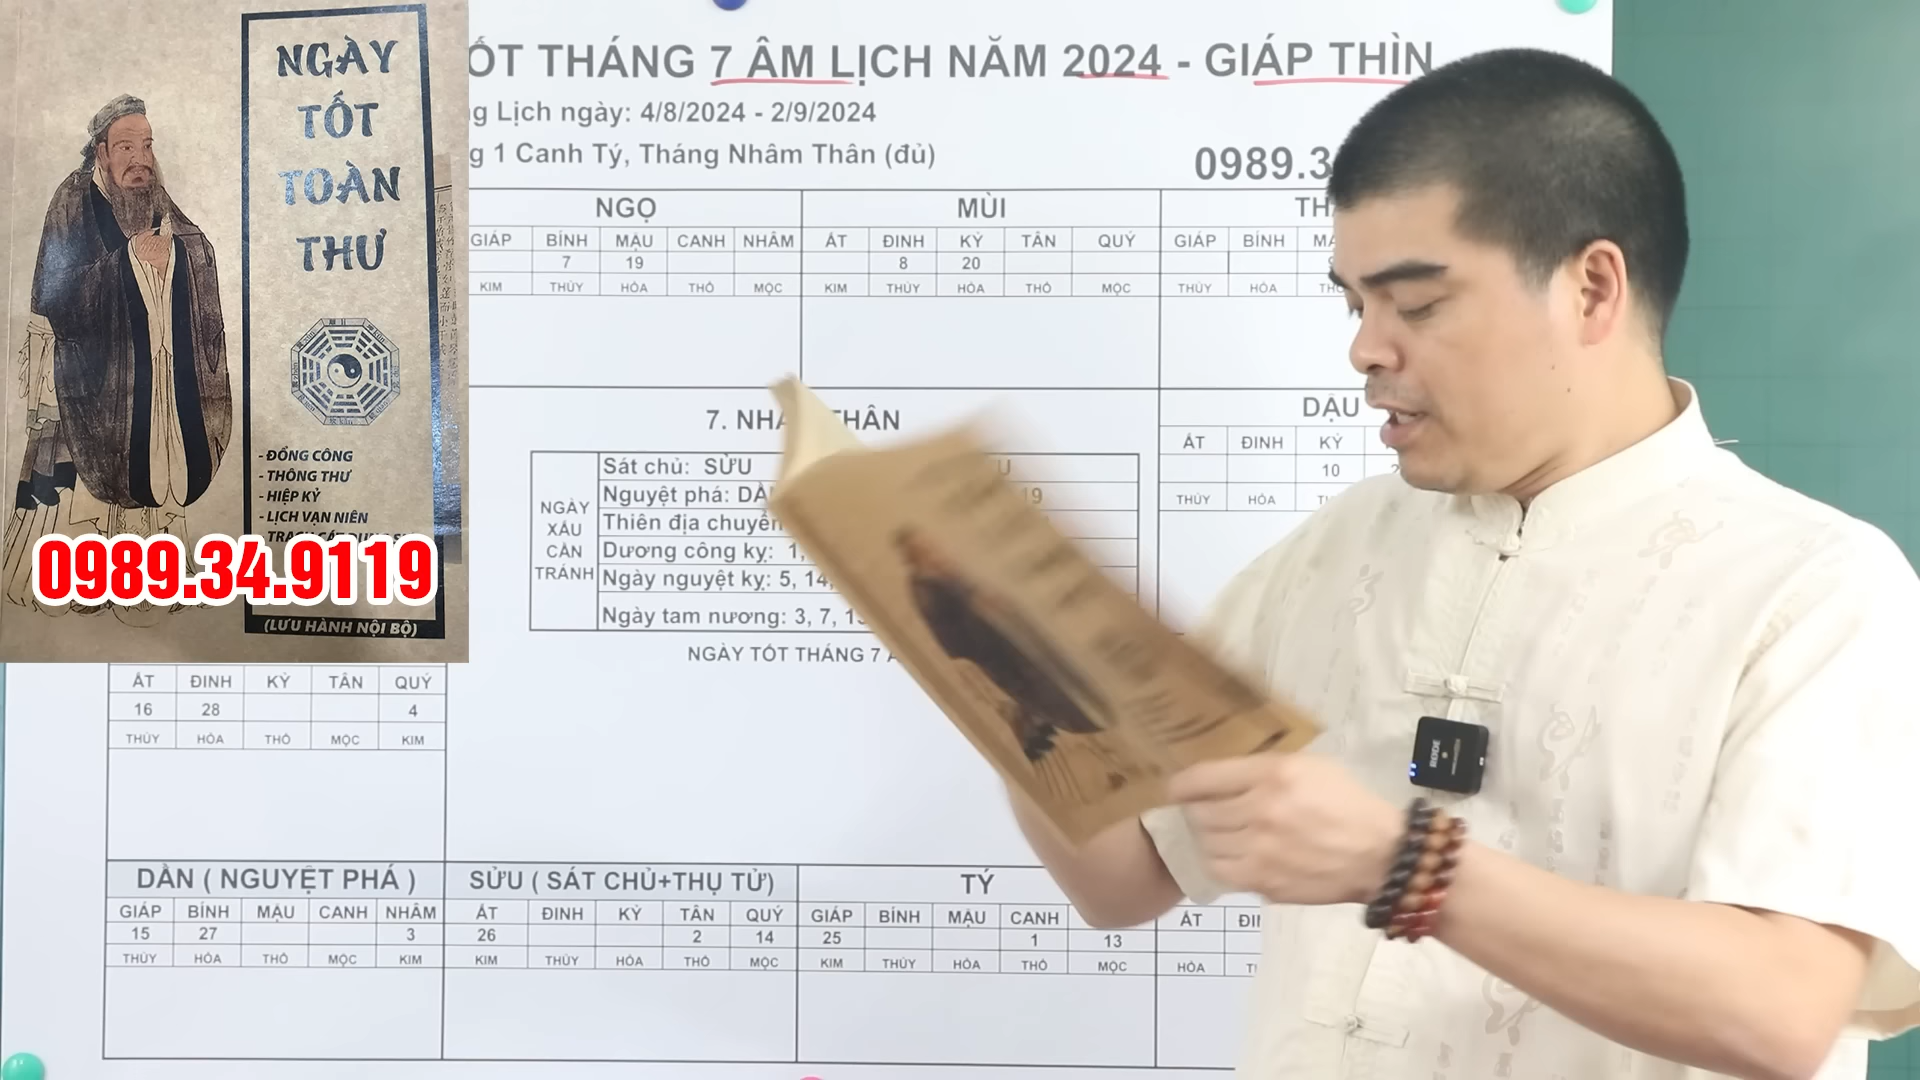 NGÀY
TỐT
TOÀN
THƯ
- ĐỔNG CÔNG
- THÔNG THƯ
- HIỆP KỶ
- LỊCH VẠN NIÊN
0989.34.9119
(LƯU HÀNH NỘI BỘ)
ỐT THÁNG 7 ÂM LỊCH NĂM 2024 - GIÁP THÌN
g Lịch ngày: 4/8/2024 - 2/9/2024
g 1 Canh Tý, Tháng Nhâm Thân (đủ)
0989.3
NGỌ
GIÁP BÍNH MẬU CANH NHÂM
7 19
KIM THỦY HỎA THỔ MỘC
MÙI
ẤT ĐINH KỶ TÂN QUÝ
8 20
KIM THỦY HỎA THỔ MỘC
TH
GIÁP BÍNH
THỦY HỎA
DẬU
ẤT ĐINH KỶ
10
THỦY HỎA
7. NH THÂN
NGÀY XẤU CẦN TRÁNH
Sát chủ: SỬU
Nguyệt phá: DẦ 19
Thiên địa chuyển
Dương công kỵ: 1,
Ngày nguyệt kỵ: 5, 14,
Ngày tam nương: 3, 7, 13
NGÀY TỐT THÁNG 7
ẤT ĐINH KỶ TÂN QUÝ
16 28 4
THỦY HỎA THỔ MỘC KIM
DẦN ( NGUYỆT PHÁ )
GIÁP BÍNH MẬU CANH NHÂM
15 27 3
THỦY HỎA THỔ MỘC KIM
SỬU ( SÁT CHỦ+THỤ TỬ)
ẤT ĐINH KỶ TÂN QUÝ
26 2 14
KIM THỦY HỎA THỔ MỘC
TÝ
GIÁP BÍNH MẬU CANH
25 1 13
KIM THỦY HỎA THỔ MỘC
ẤT ĐI
HỎA
RODE